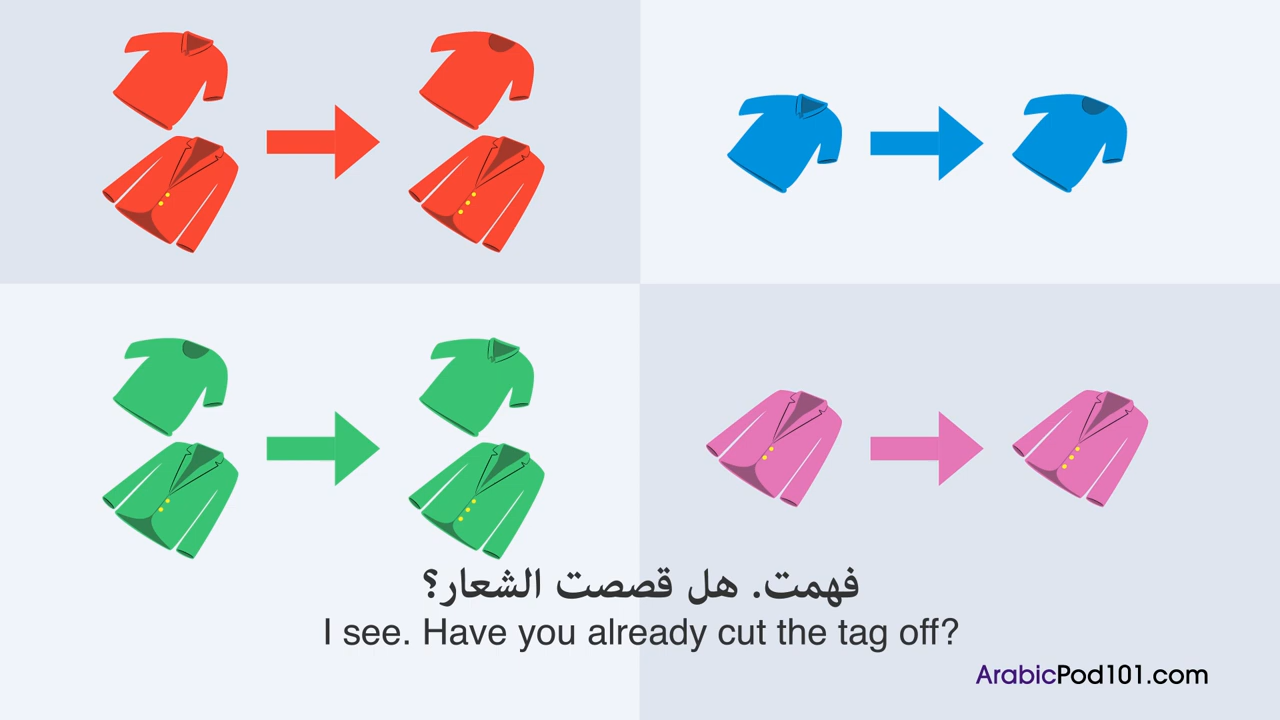 فهمت. هل قصصت الشعار؟
I see. Have you already cut the tag off?
ArabicPod101.com